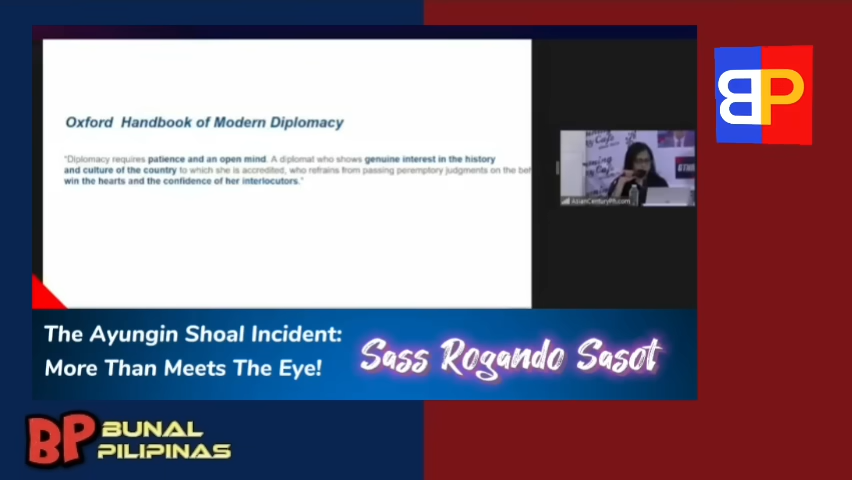 Oxford Handbook of Modern Diplomacy
"Diplomacy requires patience and an open mind. A diplomat who shows genuine interest in the history
and culture of the country to which she is accredited, who refrains from passing peremptory judgments on the
win the hearts and the confidence of her interlocutors."
BP
AsianCenturyPH.com
The Ayungin Shoal Incident:
More Than Meets The Eye!
Sass Rogando Sasot
BP BUNAL
PILIPINAS